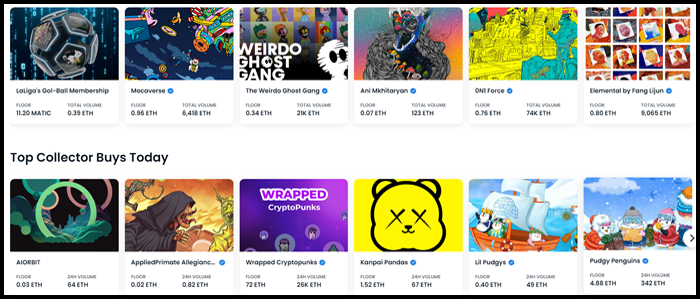 WEIRDO
GHOST
GANG
LaLiga's Gol-Ball Membership
FLOOR TOTAL VOLUME
11.20 ETH 0.39 ETH
Mocaverse
FLOOR TOTAL VOLUME
0.96 ETH 6,418 ETH
The Weirdo Ghost Gang
FLOOR TOTAL VOLUME
0.34 ETH 21K ETH
Ani Mkhitaryan
FLOOR TOTAL VOLUME
0.07 ETH 123 ETH
0N1 Force
FLOOR TOTAL VOLUME
0.76 ETH 74K ETH
Elemental by Fang Lijun
FLOOR TOTAL VOLUME
0.80 ETH 9,065 ETH
Top Collector Buys Today
WRAPPED
CryptoPunks
AIORBIT
FLOOR 24H VOLUME
0.03 ETH 64 ETH
AppliedPrimate Allegianc...
FLOOR 24H VOLUME
0.02 ETH 0.82 ETH
Wrapped Cryptopunks
FLOOR 24H VOLUME
72 ETH 26K ETH
Kanpai Pandas
FLOOR 24H VOLUME
1.52 ETH 67 ETH
Lil Pudgys
FLOOR 24H VOLUME
0.40 ETH 49 ETH
Pudgy Penguins
FLOOR 24H VOLUME
4.88 ETH 342 ETH